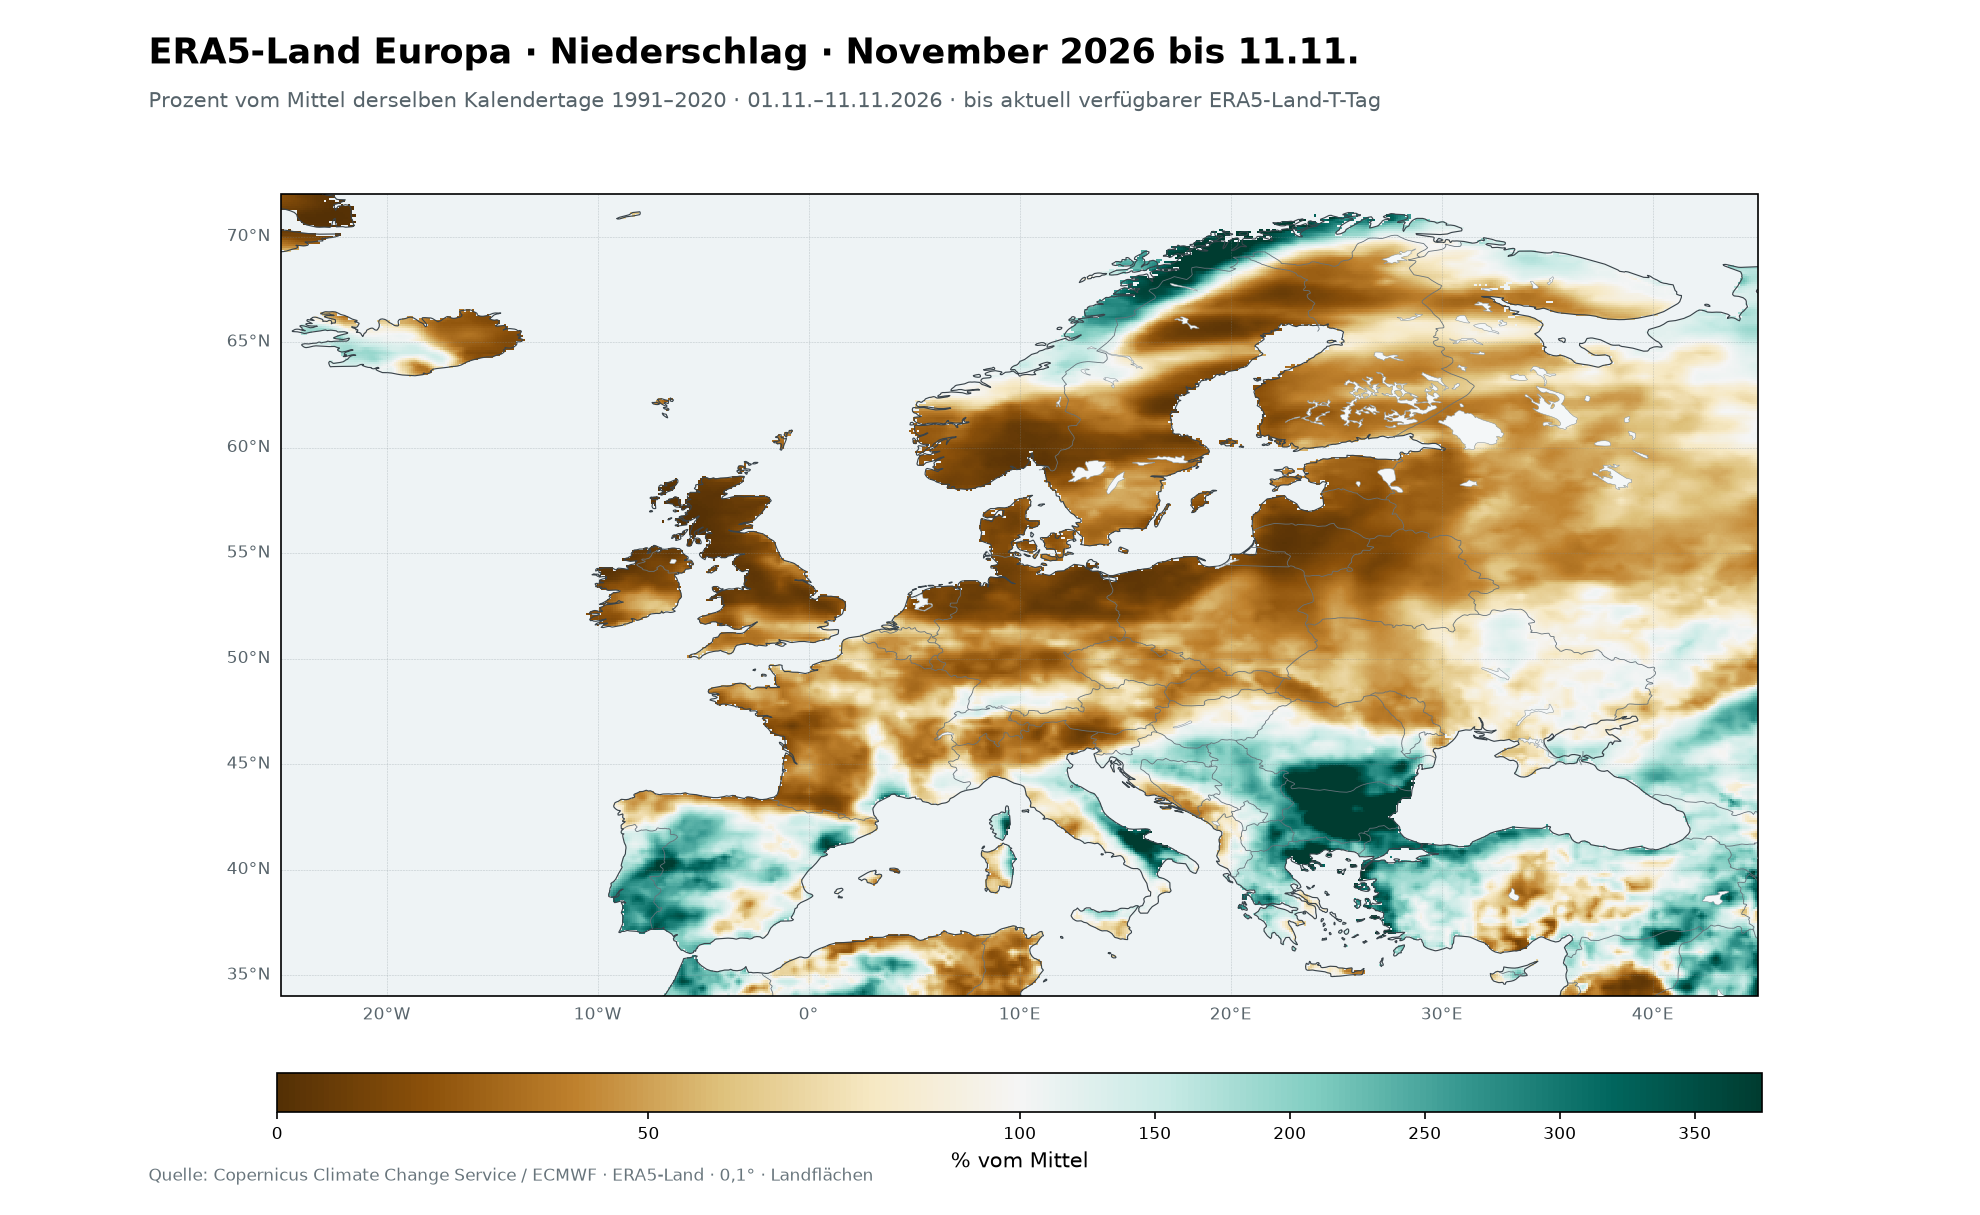 ERA5-Land Europa · Niederschlag · November 2026 bis 11.11.
Prozent vom Mittel derselben Kalendertage 1991–2020 · 01.11.–11.11.2026 · bis aktuell verfügbarer ERA5-Land-T-Tag
70°N
65°N
60°N
55°N
50°N
45°N
40°N
35°N
20°W 10°W 0° 10°E 20°E 30°E 40°E
0 50 100 150 200 250 300 350
% vom Mittel
Quelle: Copernicus Climate Change Service / ECMWF · ERA5-Land · 0,1° · Landflächen